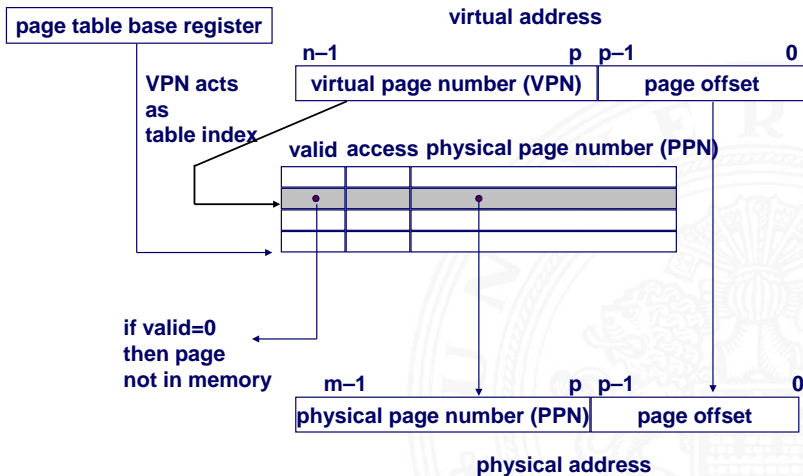 page table base register
virtual address
n–1 p p–1 0
virtual page number (VPN) page offset
VPN acts
as
table index
valid access physical page number (PPN)
if valid=0
then page
not in memory
m–1 p p–1 0
physical page number (PPN) page offset
physical address